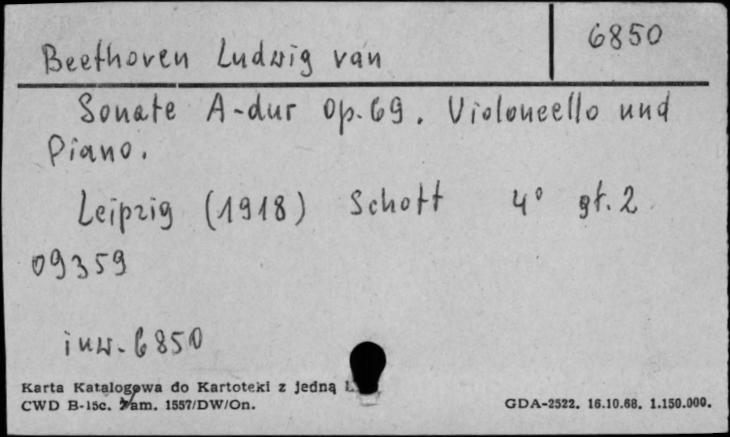 Beethoven Ludwig van
6850
Sonate A-dur Op. 69. Violoncello und
Piano.
Leipzig (1918) Schott 4° gł. 2
09359
inw. 6850
Karta Katalogowa do Kartoteki z jedną
CWD B-15c. Zam. 1557/DW/On.
GDA-2522. 16.10.68. 1.150.000.